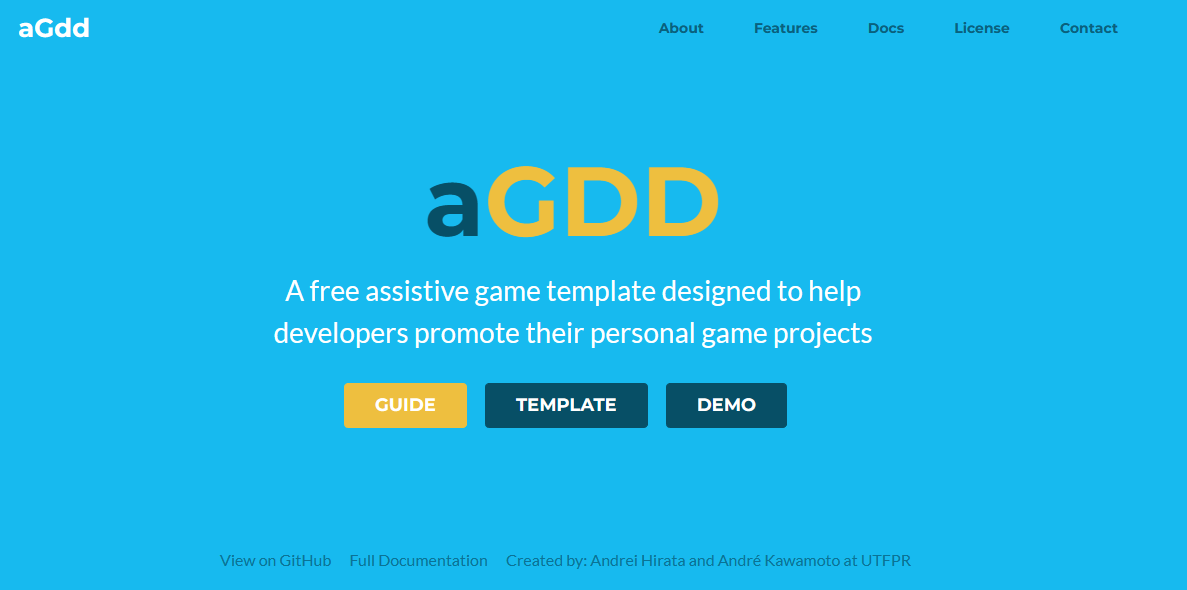 aGdd
About Features Docs License Contact
aGDD
A free assistive game template designed to help
developers promote their personal game projects
GUIDE TEMPLATE DEMO
View on GitHub Full Documentation Created by: Andrei Hirata and André Kawamoto at UTFPR